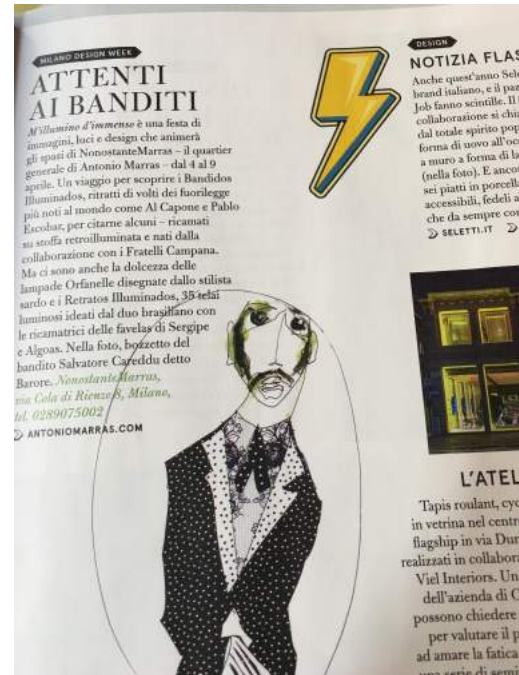 MILANO DESIGN WEEK
ATTENTI
AI BANDITI
M'illumino d'immenso è una festa di
immagini, luci e design che animerà
gli spazi di NonostanteMarras – il quartier
generale di Antonio Marras – dal 4 al 9
aprile. Un viaggio per scoprire i Bandidos
Illuminados, ritratti di volti dei fuorilegge
più noti al mondo come Al Capone e Pablo
Escobar, per citarne alcuni – ricamati
su stoffa retroilluminata e nati dalla
collaborazione con i Fratelli Campana.
Ma ci sono anche la dolcezza delle
lampade Orfanelle disegnate dallo stilista
sardo e i Retratos Illuminados, 35 telai
luminosi ideati dal duo brasiliano con
le ricamatrici delle favelas di Sergipe
e Algoas. Nella foto, bozzetto del
bandito Salvatore Careddu detto
Barore. NonostanteMarras,
via Cola di Rienzo 8, Milano,
tel. 0289075002
ANTONIOMARRAS.COM
DESIGN
NOTIZIA FLAS
Anche quest'anno Sele
brand italiano, e il paz
Job fanno scintille. Il
collaborazione si chia
dal totale spirito pop
forma di uovo all'oc
a muro a forma di la
(nella foto). E ancor
sei piatti in porcell
accessibili, fedeli a
che da sempre con
SELETTI.IT
L'ATEL
Tapis roulant, cyc
in vetrina nel centr
flagship in via Dur
realizzati in collabora
Viel Interiors. Un
dell'azienda di C
possono chiedere
per valutare il p
ad amare la fatica
una serie di semi